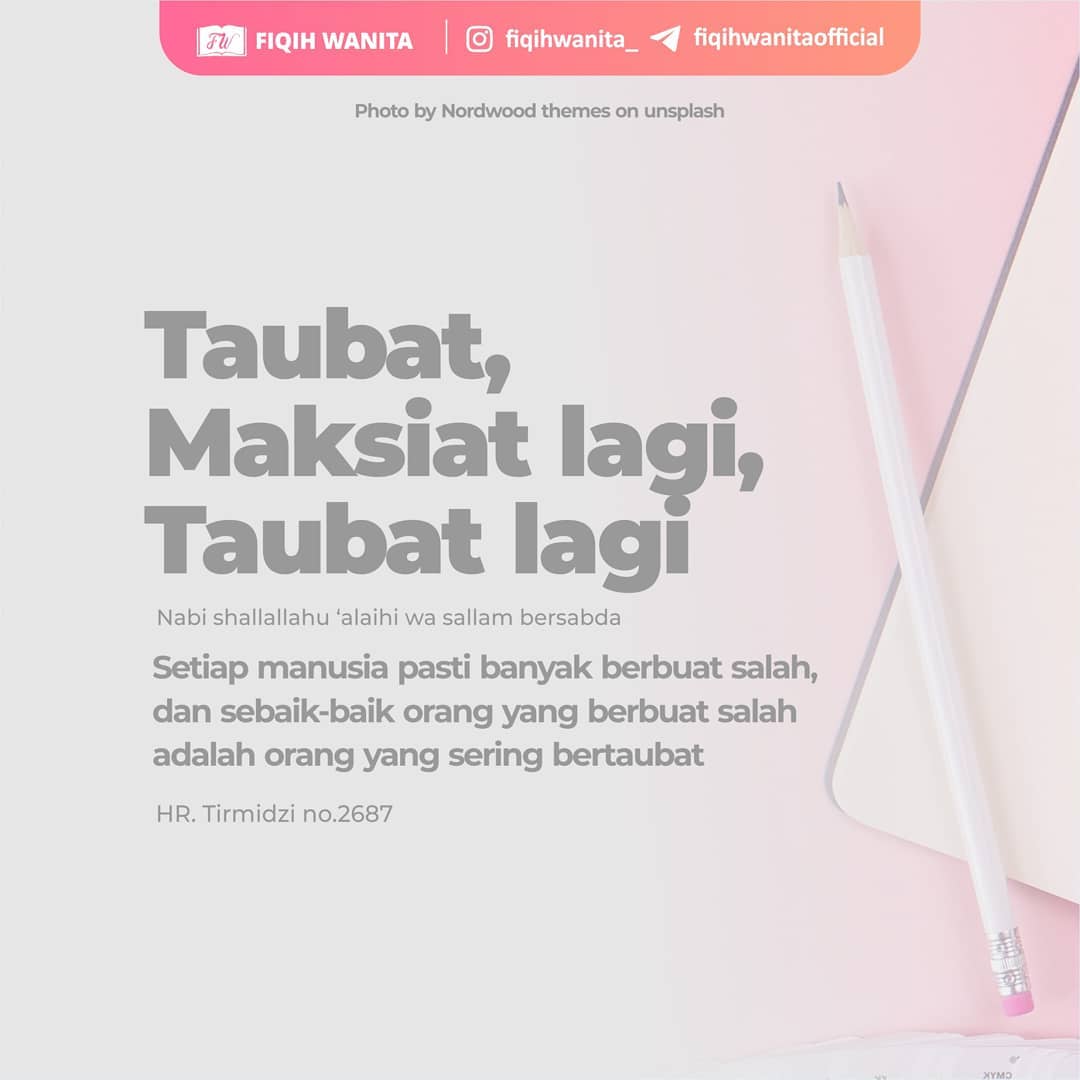 FW FIQIH WANITA | fiqihwanita_ fiqihwanitaofficial
Photo by Nordwood themes on unsplash
Taubat,
Maksiat lagi,
Taubat lagi
Nabi shallallahu ‘alaihi wa sallam bersabda
Setiap manusia pasti banyak berbuat salah,
dan sebaik-baik orang yang berbuat salah
adalah orang yang sering bertaubat
HR. Tirmidzi no.2687
CMYK